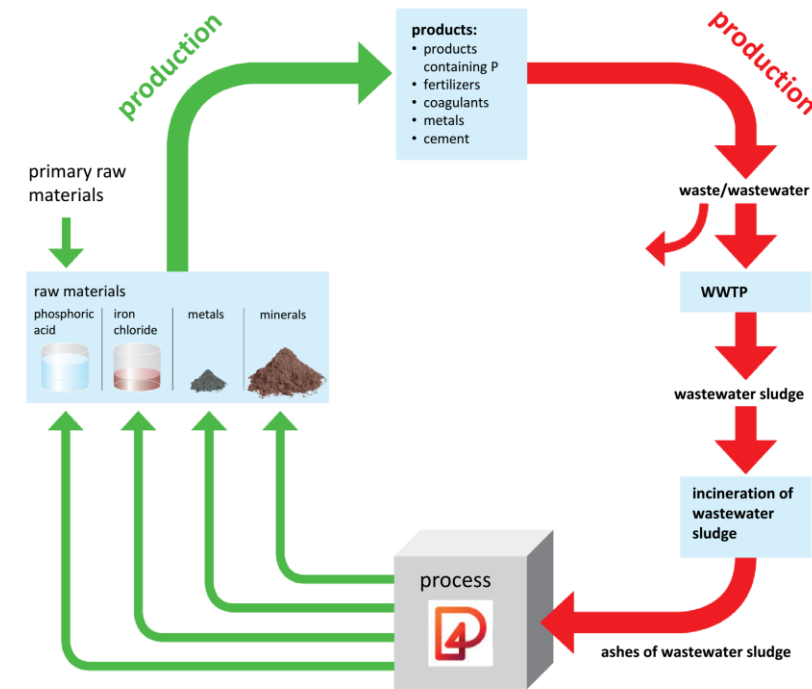 production
products:
• products
containing P
• fertilizers
• coagulants
• metals
• cement
production
primary raw
materials
waste/wastewater
raw materials
phosphoric
acid
iron
chloride
metals
minerals
WWTP
wastewater sludge
incineration of
wastewater
sludge
process
4
ashes of wastewater sludge